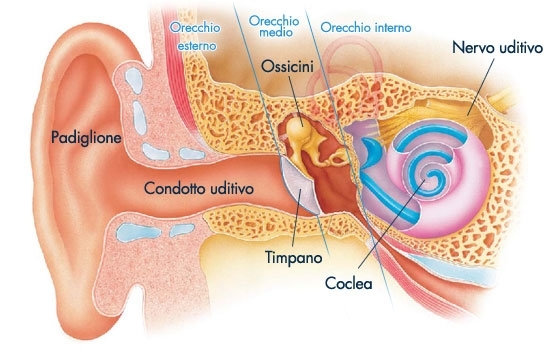 Orecchio
esterno
Orecchio
medio
Orecchio interno
Nervo uditivo
Ossicini
Padiglione
Condotto uditivo
Timpano
Coclea